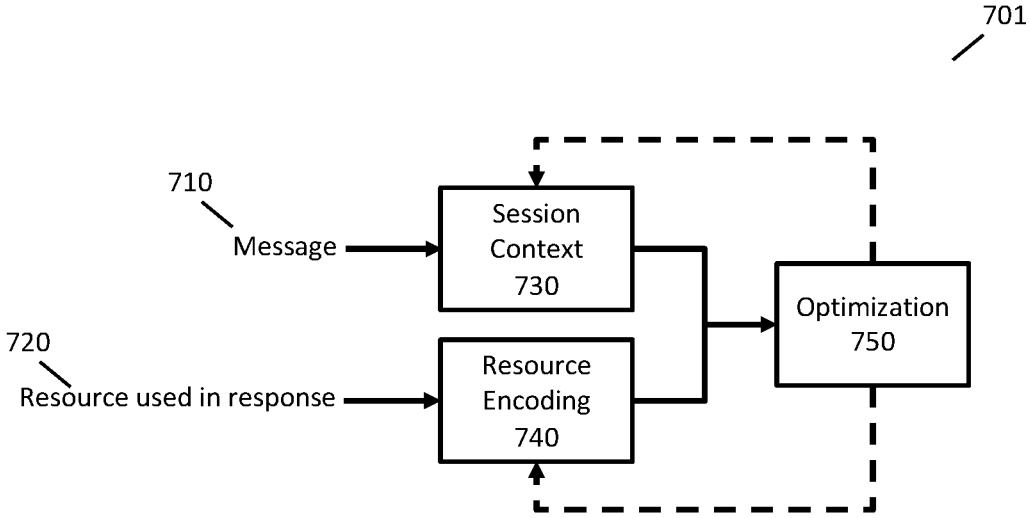 701
710
Message
Session
Context
730
Optimization
750
720
Resource used in response
Resource
Encoding
740